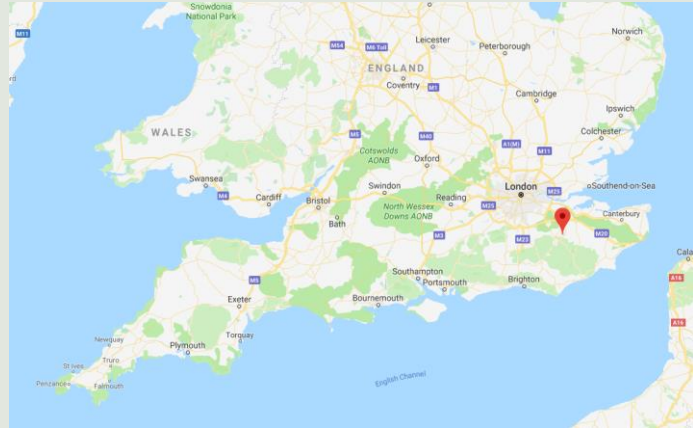 Snowdonia
National Park
M11
M54
M6 Toll
Leicester
Peterborough
Norwich
ENGLAND
Coventry
M1
Cambridge
Ipswich
WALES
M5
M40
A1(M)
M11
Colchester
Cotswolds
AONB
Oxford
Swansea
M4
Cardiff
Bristol
Swindon
Reading
London
M25
Southend-on-Sea
Bath
North Wessex
Downs AONB
M25
Canterbury
M3
M23
M20
Southampton
Portsmouth
Brighton
Calai
A16
M5
Exeter
Bournemouth
Torquay
A16
Newquay
Plymouth
Truro
St Ives
Penzance
Falmouth
English Channel